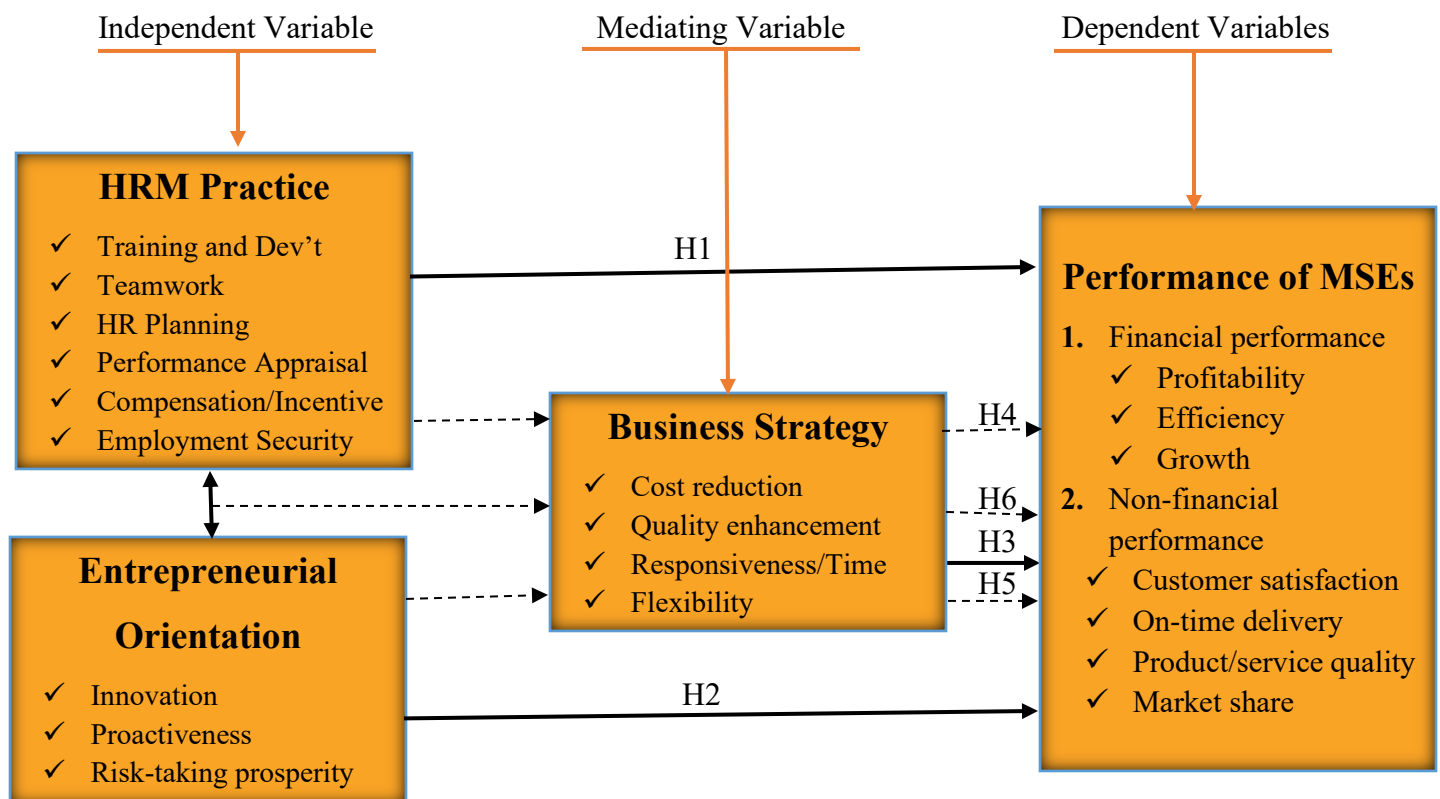 Independent Variable
Mediating Variable
Dependent Variables
HRM Practice
✓ Training and Dev’t
✓ Teamwork
✓ HR Planning
✓ Performance Appraisal
✓ Compensation/Incentive
✓ Employment Security
Entrepreneurial
Orientation
✓ Innovation
✓ Proactiveness
✓ Risk-taking prosperity
H1
Business Strategy
✓ Cost reduction
✓ Quality enhancement
✓ Responsiveness/Time
✓ Flexibility
H4
H6
H3
H5
H2
Performance of MSEs
1. Financial performance
✓ Profitability
✓ Efficiency
✓ Growth
2. Non-financial
performance
✓ Customer satisfaction
✓ On-time delivery
✓ Product/service quality
✓ Market share